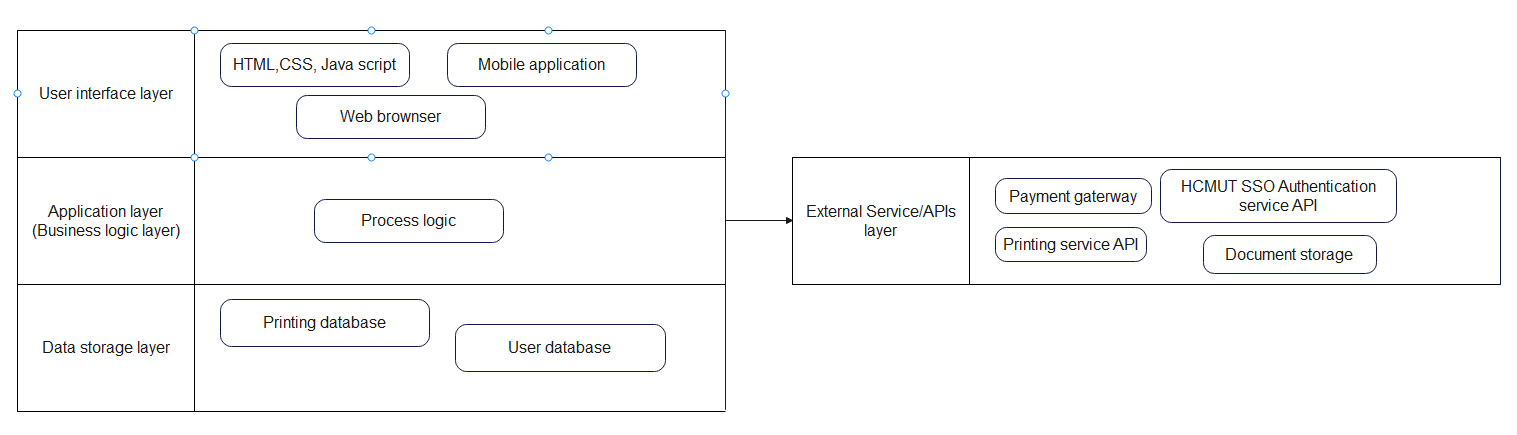 User interface layer
HTML,CSS, Java script
Mobile application
Web brownser
Application layer
(Business logic layer)
Process logic
Data storage layer
Printing database
User database
External Service/APIs
layer
Payment gaterway
HCMUT SSO Authentication
service API
Printing service API
Document storage